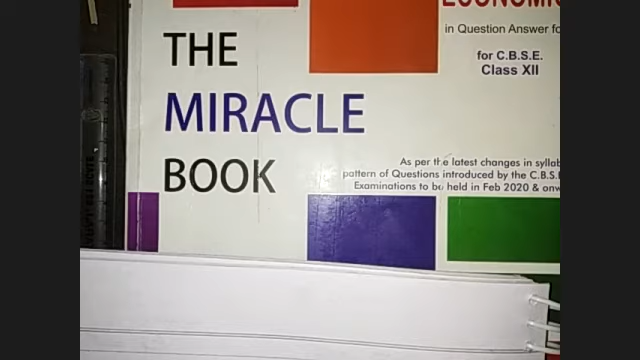 ECONOMIC
in Question Answer fo
for C.B.S.E.
Class XII
THE
MIRACLE
BOOK
As per the latest changes in syllab
pattern of Questions introduced by the C.B.S.
Examinations to be held in Feb 2020 & onw